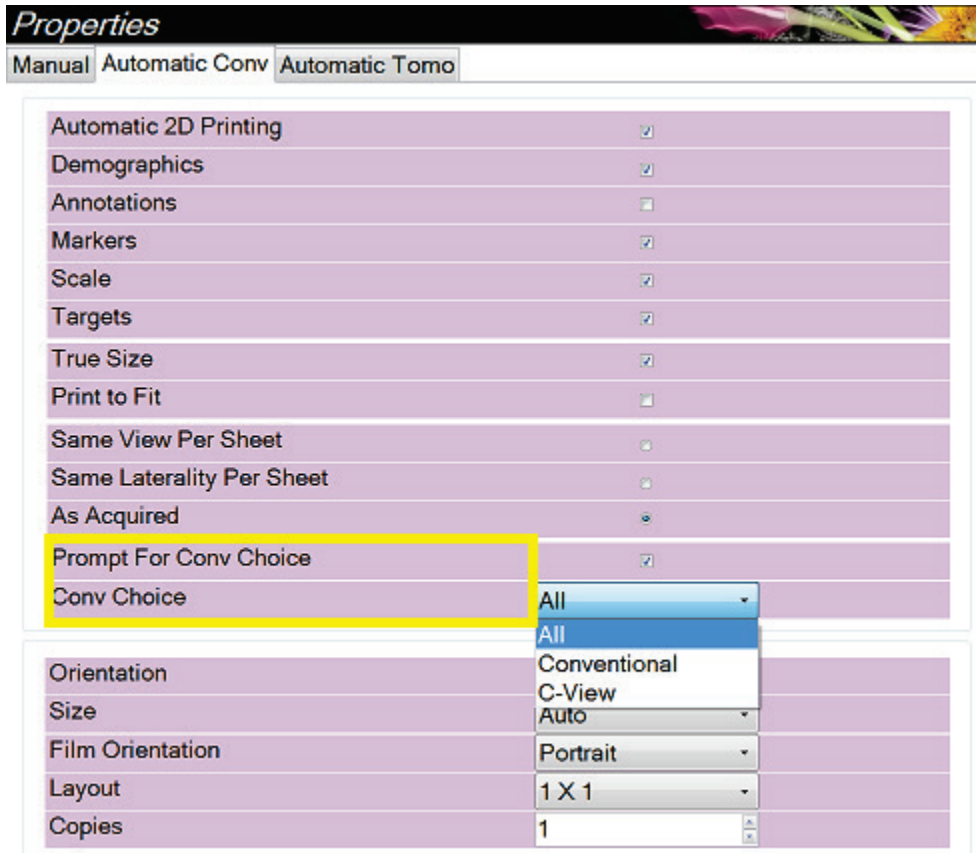 Properties
Manual Automatic Conv Automatic Tomo
Automatic 2D Printing
Demographics
Annotations
Markers
Scale
Targets
True Size
Print to Fit
Same View Per Sheet
Same Laterality Per Sheet
As Acquired
Prompt For Conv Choice
Conv Choice All
All
Conventional
C-View
Orientation
Size Auto
Film Orientation Portrait
Layout 1 X 1
Copies 1